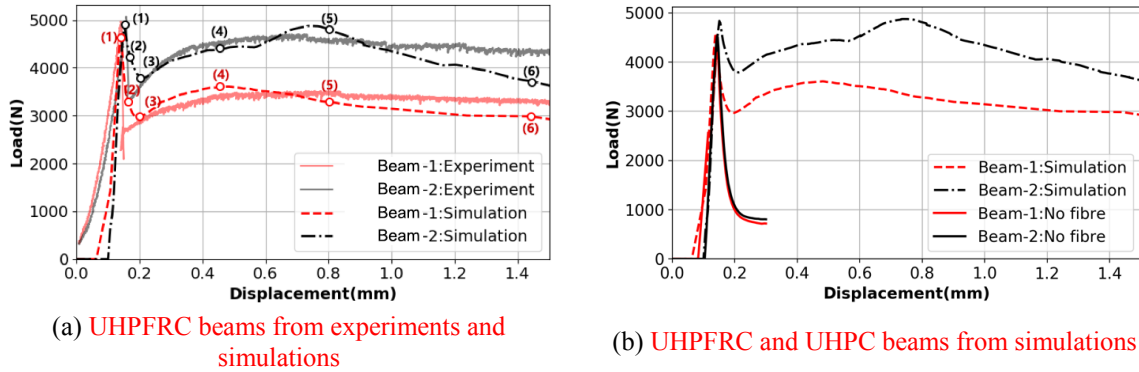 (a)
5000
4000
3000
2000
1000
0
Load(N)
0.0
0.2
0.4
0.6
0.8
1.0
1.2
1.4
Displacement(mm)
(1)
(2)
(3)
(4)
(5)
(6)
(1)
(2)
(3)
(4)
(5)
(6)
Beam-1:Experiment
Beam-2:Experiment
Beam-1:Simulation
Beam-2:Simulation
(a) UHPFRC beams from experiments and
simulations
(b)
5000
4000
3000
2000
1000
0
Load(N)
0.0
0.2
0.4
0.6
0.8
1.0
1.2
1.4
Displacement(mm)
Beam-1:Simulation
Beam-2:Simulation
Beam-1:No fibre
Beam-2:No fibre
(b) UHPFRC and UHPC beams from simulations